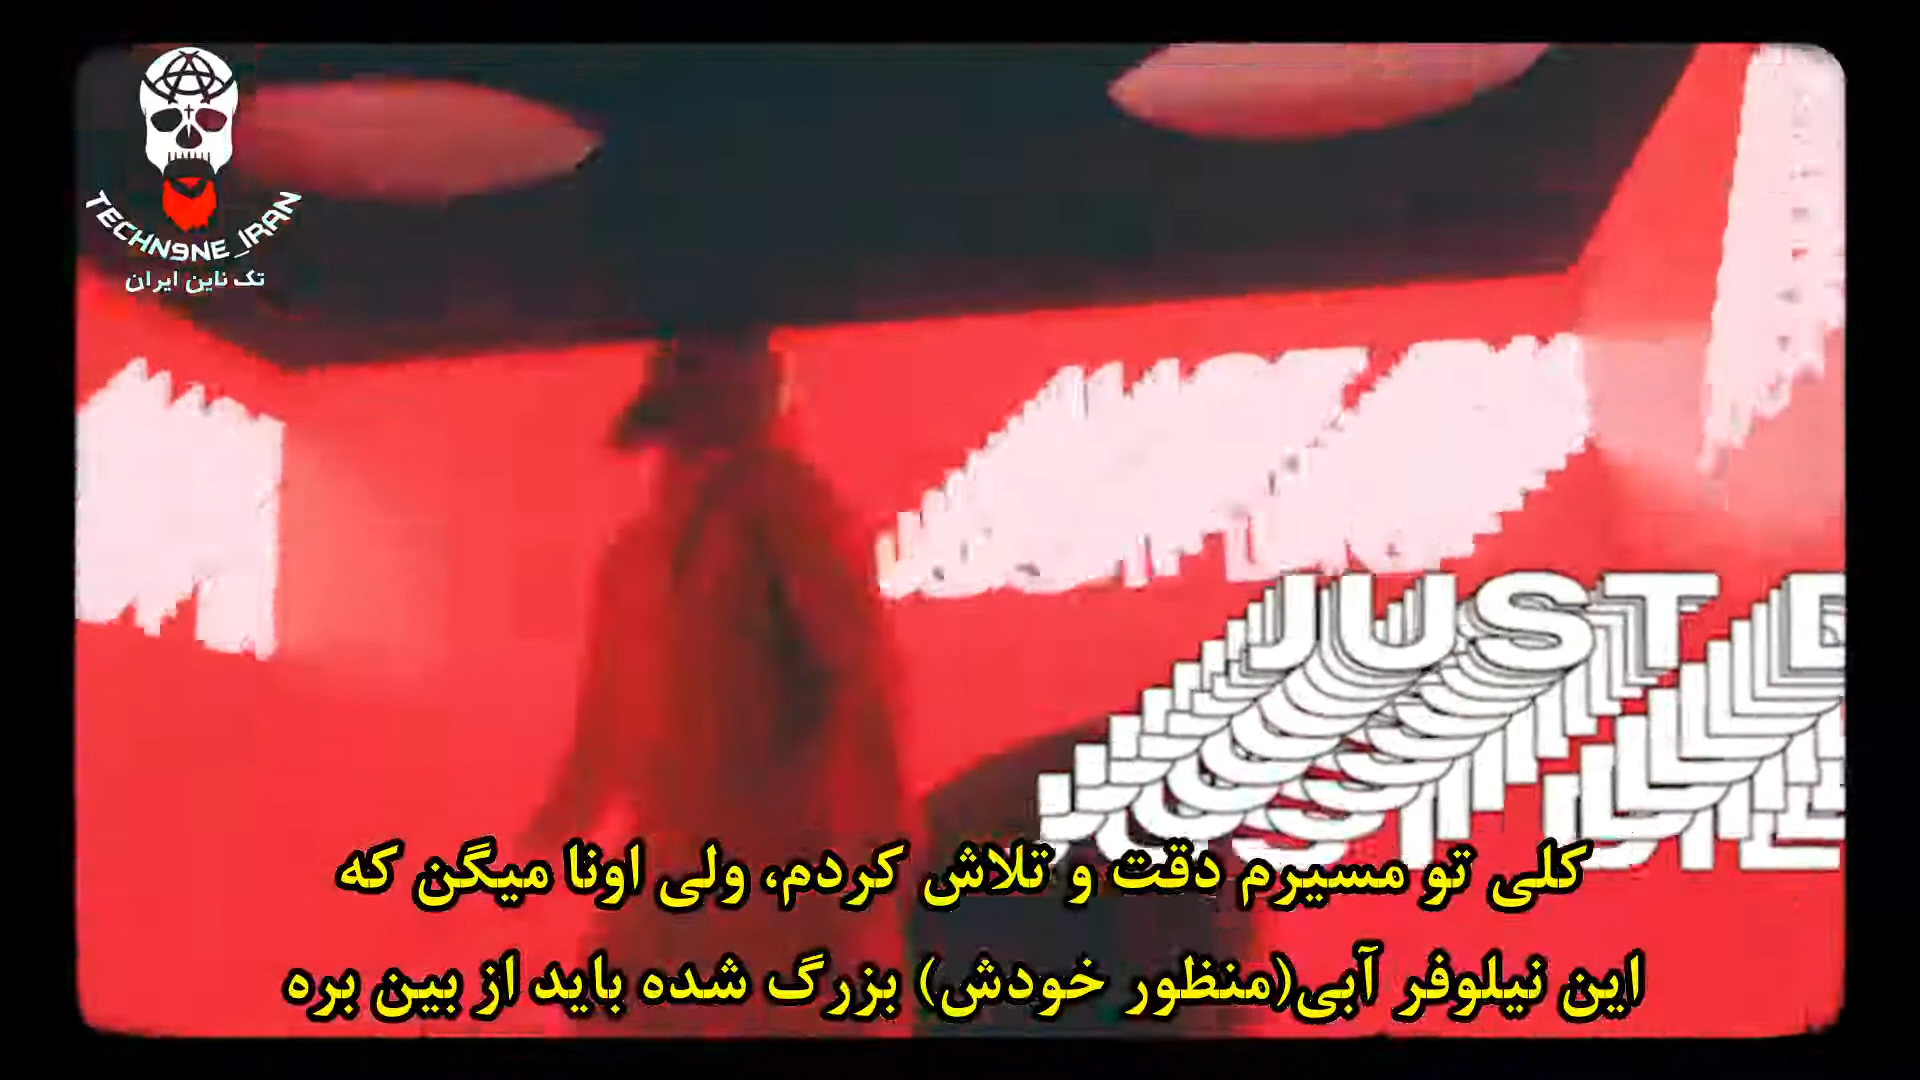 TECHN9NE_IRAN
تک ناین ایران
JUST
کلی تو مسیرم دقت و تلاش کردم، ولی اونا میگن که
این نیلوفر آبی(منظور خودش) بزرگ شده باید از بین بره